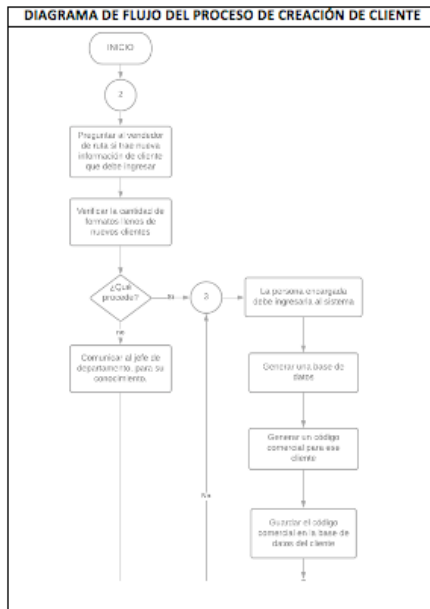 DIAGRAMA DE FLUJO DEL PROCESO DE CREACIÓN DE CLIENTE
INICIO
2
Preguntar al vendedor
de ruta si trae nueva
información de cliente
que debe ingresar
Verificar la cantidad de
formatos llenos de
nuevos clientes
¿Qué
procede?
3
La persona encargada
debe ingresarla al sistema
no
Comunicar al jefe de
departamento, para su
conocimiento.
Generar una base de
datos
Generar un código
comercial para ese
cliente
No
Guardar el código
comercial en la base de
datos del cliente